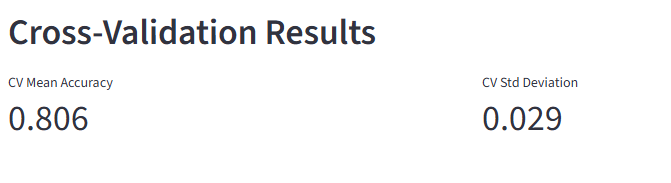 Cross-Validation Results
CV Mean Accuracy
0.806
CV Std Deviation
0.029